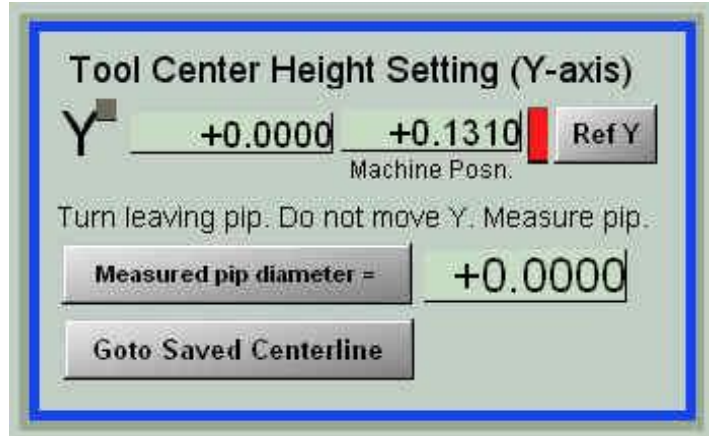 Tool Center Height Setting (Y-axis)
Y +0.0000 +0.1310 Ref Y
Machine Posn.
Turn leaving pip. Do not move Y. Measure pip.
Measured pip diameter = +0.0000
Goto Saved Centerline